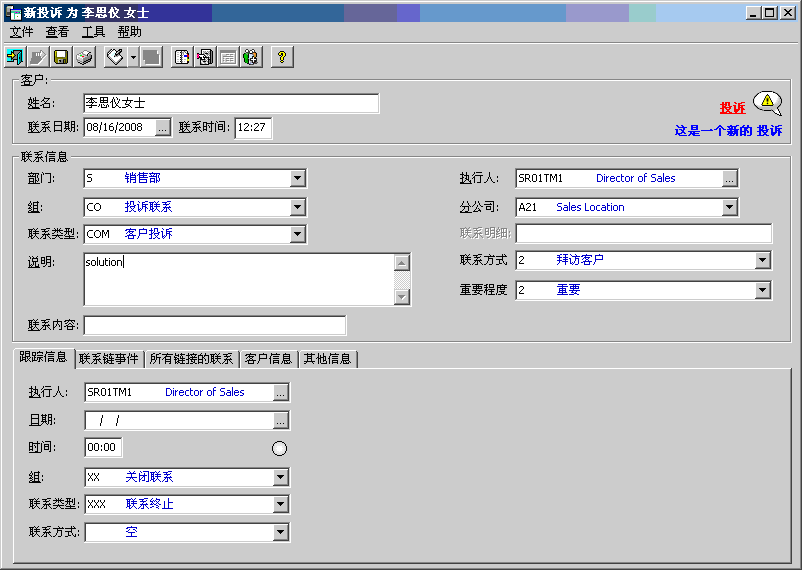 新投诉 为 李思仪 女士
文件 查看 工具 帮助
客户:
姓名: 李思仪女士
投诉
联系日期: 08/16/2008 ... 联系时间: 12:27
这是一个新的 投诉
联系信息
部门: S 销售部
执行人: SR01TM1 Director of Sales ...
组: CO 投诉联系
分公司: A21 Sales Location
联系类型: COM 客户投诉
联系明细:
说明: solution
联系方式 2 拜访客户
重要程度 2 重要
联系内容:
跟踪信息 联系链事件 所有链接的联系 客户信息 其他信息
执行人: SR01TM1 Director of Sales ...
日期: / / ...
时间: 00:00
组: XX 关闭联系
联系类型: XXX 联系终止
联系方式: 空